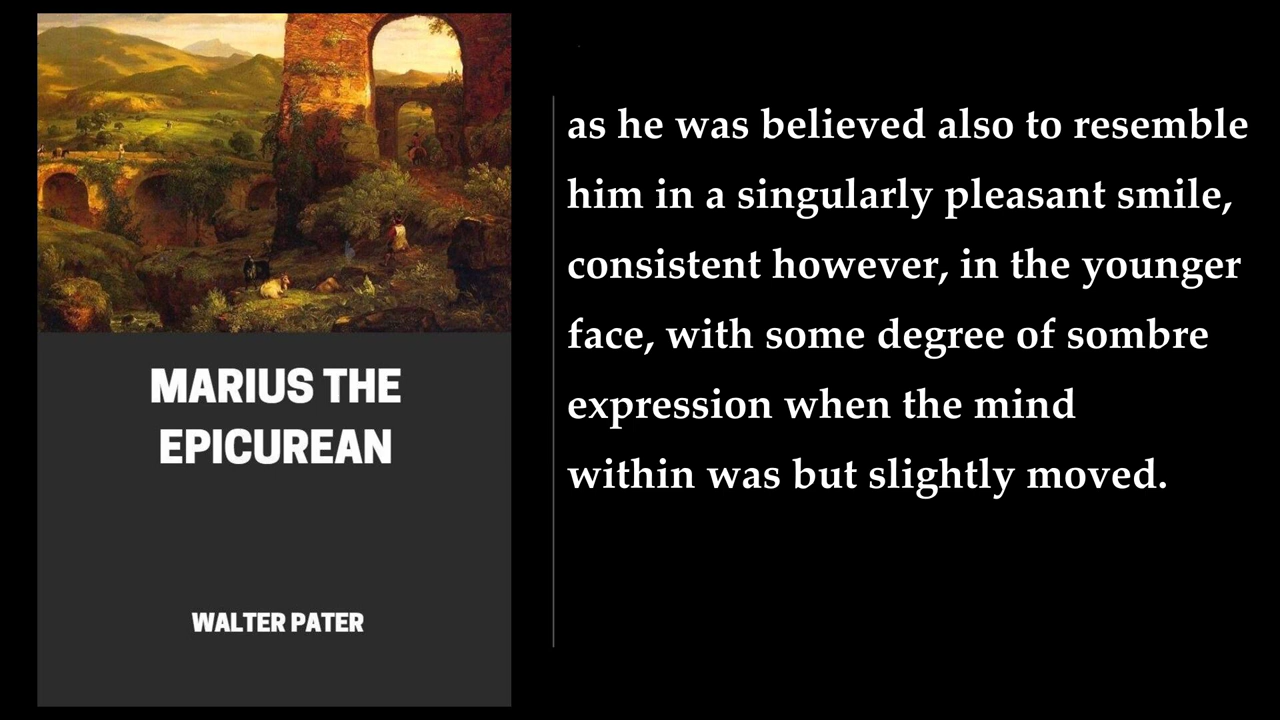 MARIUS THE
EPICUREAN
WALTER PATER
as he was believed also to resemble
him in a singularly pleasant smile,
consistent however, in the younger
face, with some degree of sombre
expression when the mind
within was but slightly moved.